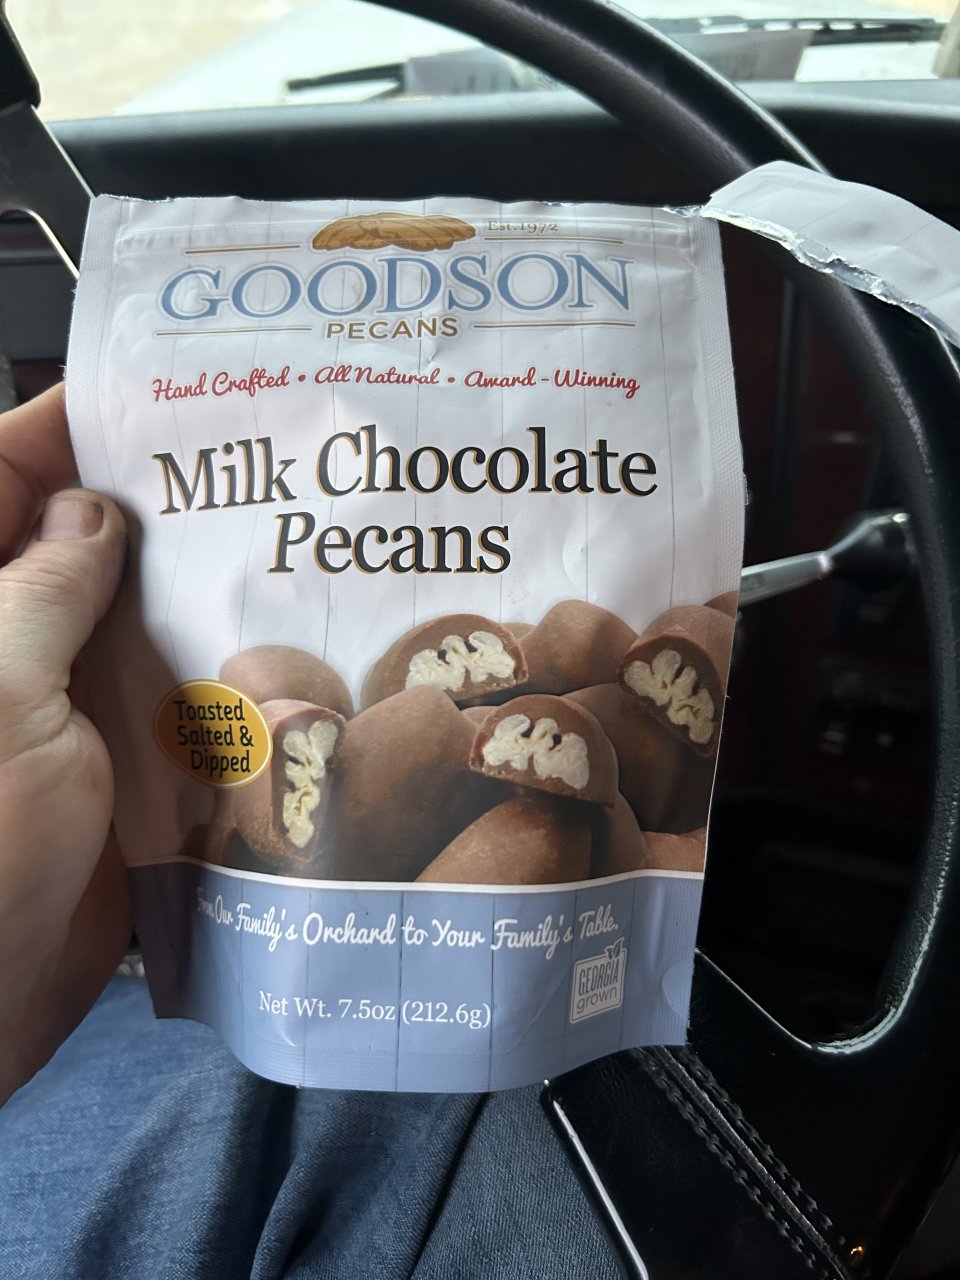 Est.1972
GOODSON
PECANS
Hand Crafted • All Natural • Award-Winning
Milk Chocolate
Pecans
Toasted
Salted &
Dipped
From Our Family's Orchard to Your Family's Table.
GEORGIA
grown
Net Wt. 7.5oz (212.6g)